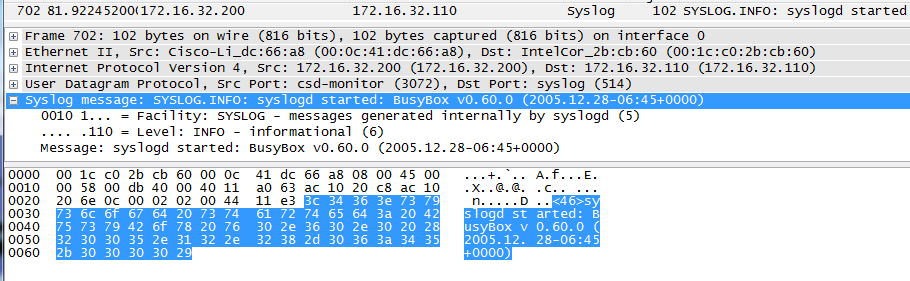 702 81.922452000 172.16.32.200 172.16.32.110 Syslog 102 SYSLOG.INFO: syslogd started
Frame 702: 102 bytes on wire (816 bits), 102 bytes captured (816 bits) on interface 0
Ethernet II, Src: Cisco-Li_dc:66:a8 (00:0c:41:dc:66:a8), Dst: IntelCor_2b:cb:60 (00:1c:c0:2b:cb:60)
Internet Protocol Version 4, Src: 172.16.32.200 (172.16.32.200), Dst: 172.16.32.110 (172.16.32.110)
User Datagram Protocol, Src Port: csd-monitor (3072), Dst Port: syslog (514)
Syslog message: SYSLOG.INFO: syslogd started: BusyBox v0.60.0 (2005.12.28-06:45+0000)
0010 1... = Facility: SYSLOG - messages generated internally by syslogd (5)
.... .110 = Level: INFO - informational (6)
Message: syslogd started: BusyBox v0.60.0 (2005.12.28-06:45+0000)
0000 00 1c c0 2b cb 60 00 0c 41 dc 66 a8 08 00 45 00 ...+.`.. A.f...E.
0010 00 58 00 db 40 00 40 11 a0 63 ac 10 20 c8 ac 10 .X..@.@. .c.. ...
0020 20 6e 0c 00 02 02 00 44 11 e3 3c 34 36 3e 73 79 n.....D ..<46>sy
0030 73 6c 6f 67 64 20 73 74 61 72 74 65 64 3a 20 42 slogd st arted: B
0040 75 73 79 42 6f 78 20 76 30 2e 36 30 2e 30 20 28 usyBox v 0.60.0 (
0050 32 30 30 35 2e 31 32 2e 32 38 2d 30 36 3a 34 35 2005.12. 28-06:45
0060 2b 30 30 30 30 29 +0000)